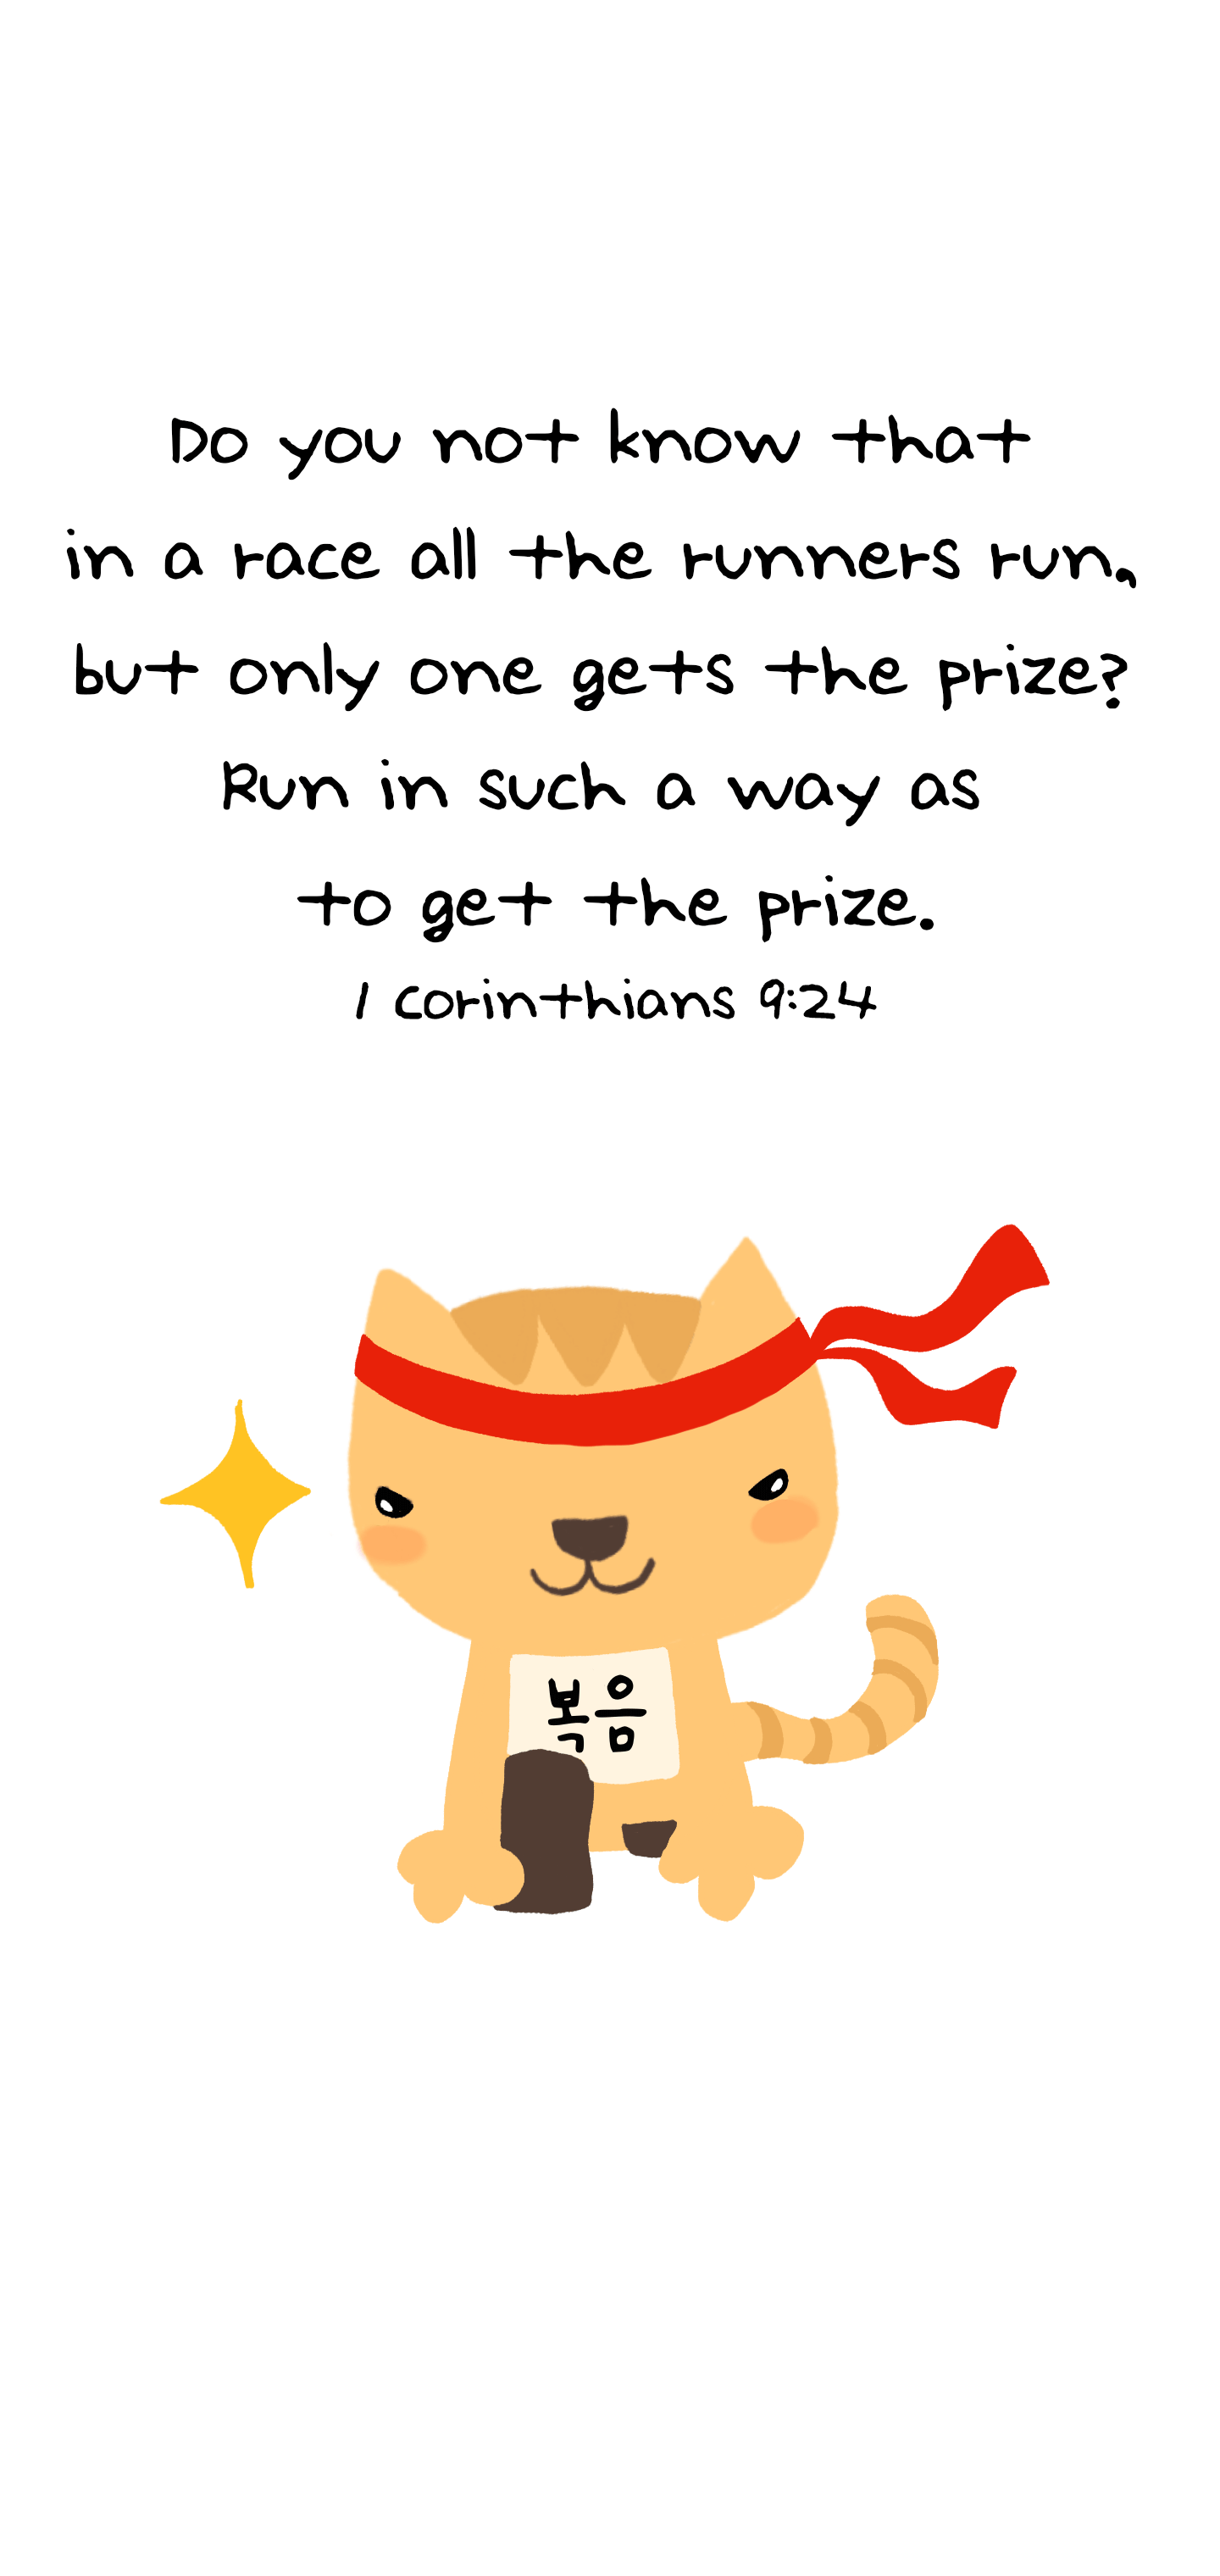 Do you not know that
in a race all the runners run,
but only one gets the prize?
Run in such a way as
to get the prize.
1 Corinthians 9:24
복음